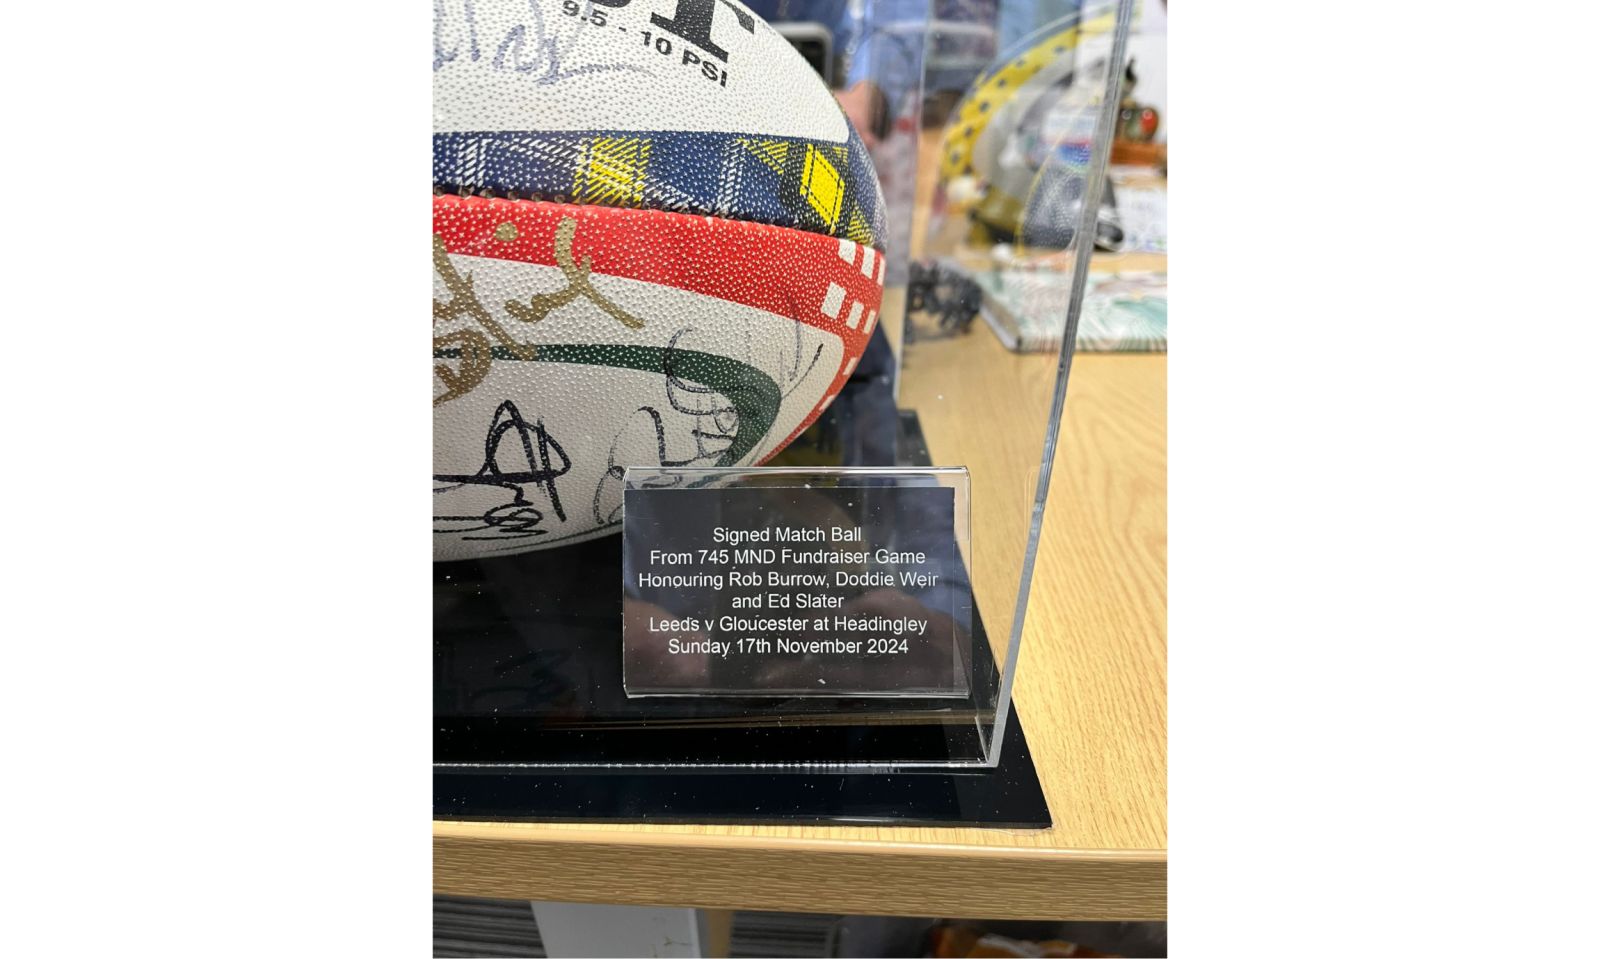 9.5 - 10 PSI
Signed Match Ball
From 745 MND Fundraiser Game
Honouring Rob Burrow, Doddie Weir
and Ed Slater
Leeds v Gloucester at Headingley
Sunday 17th November 2024